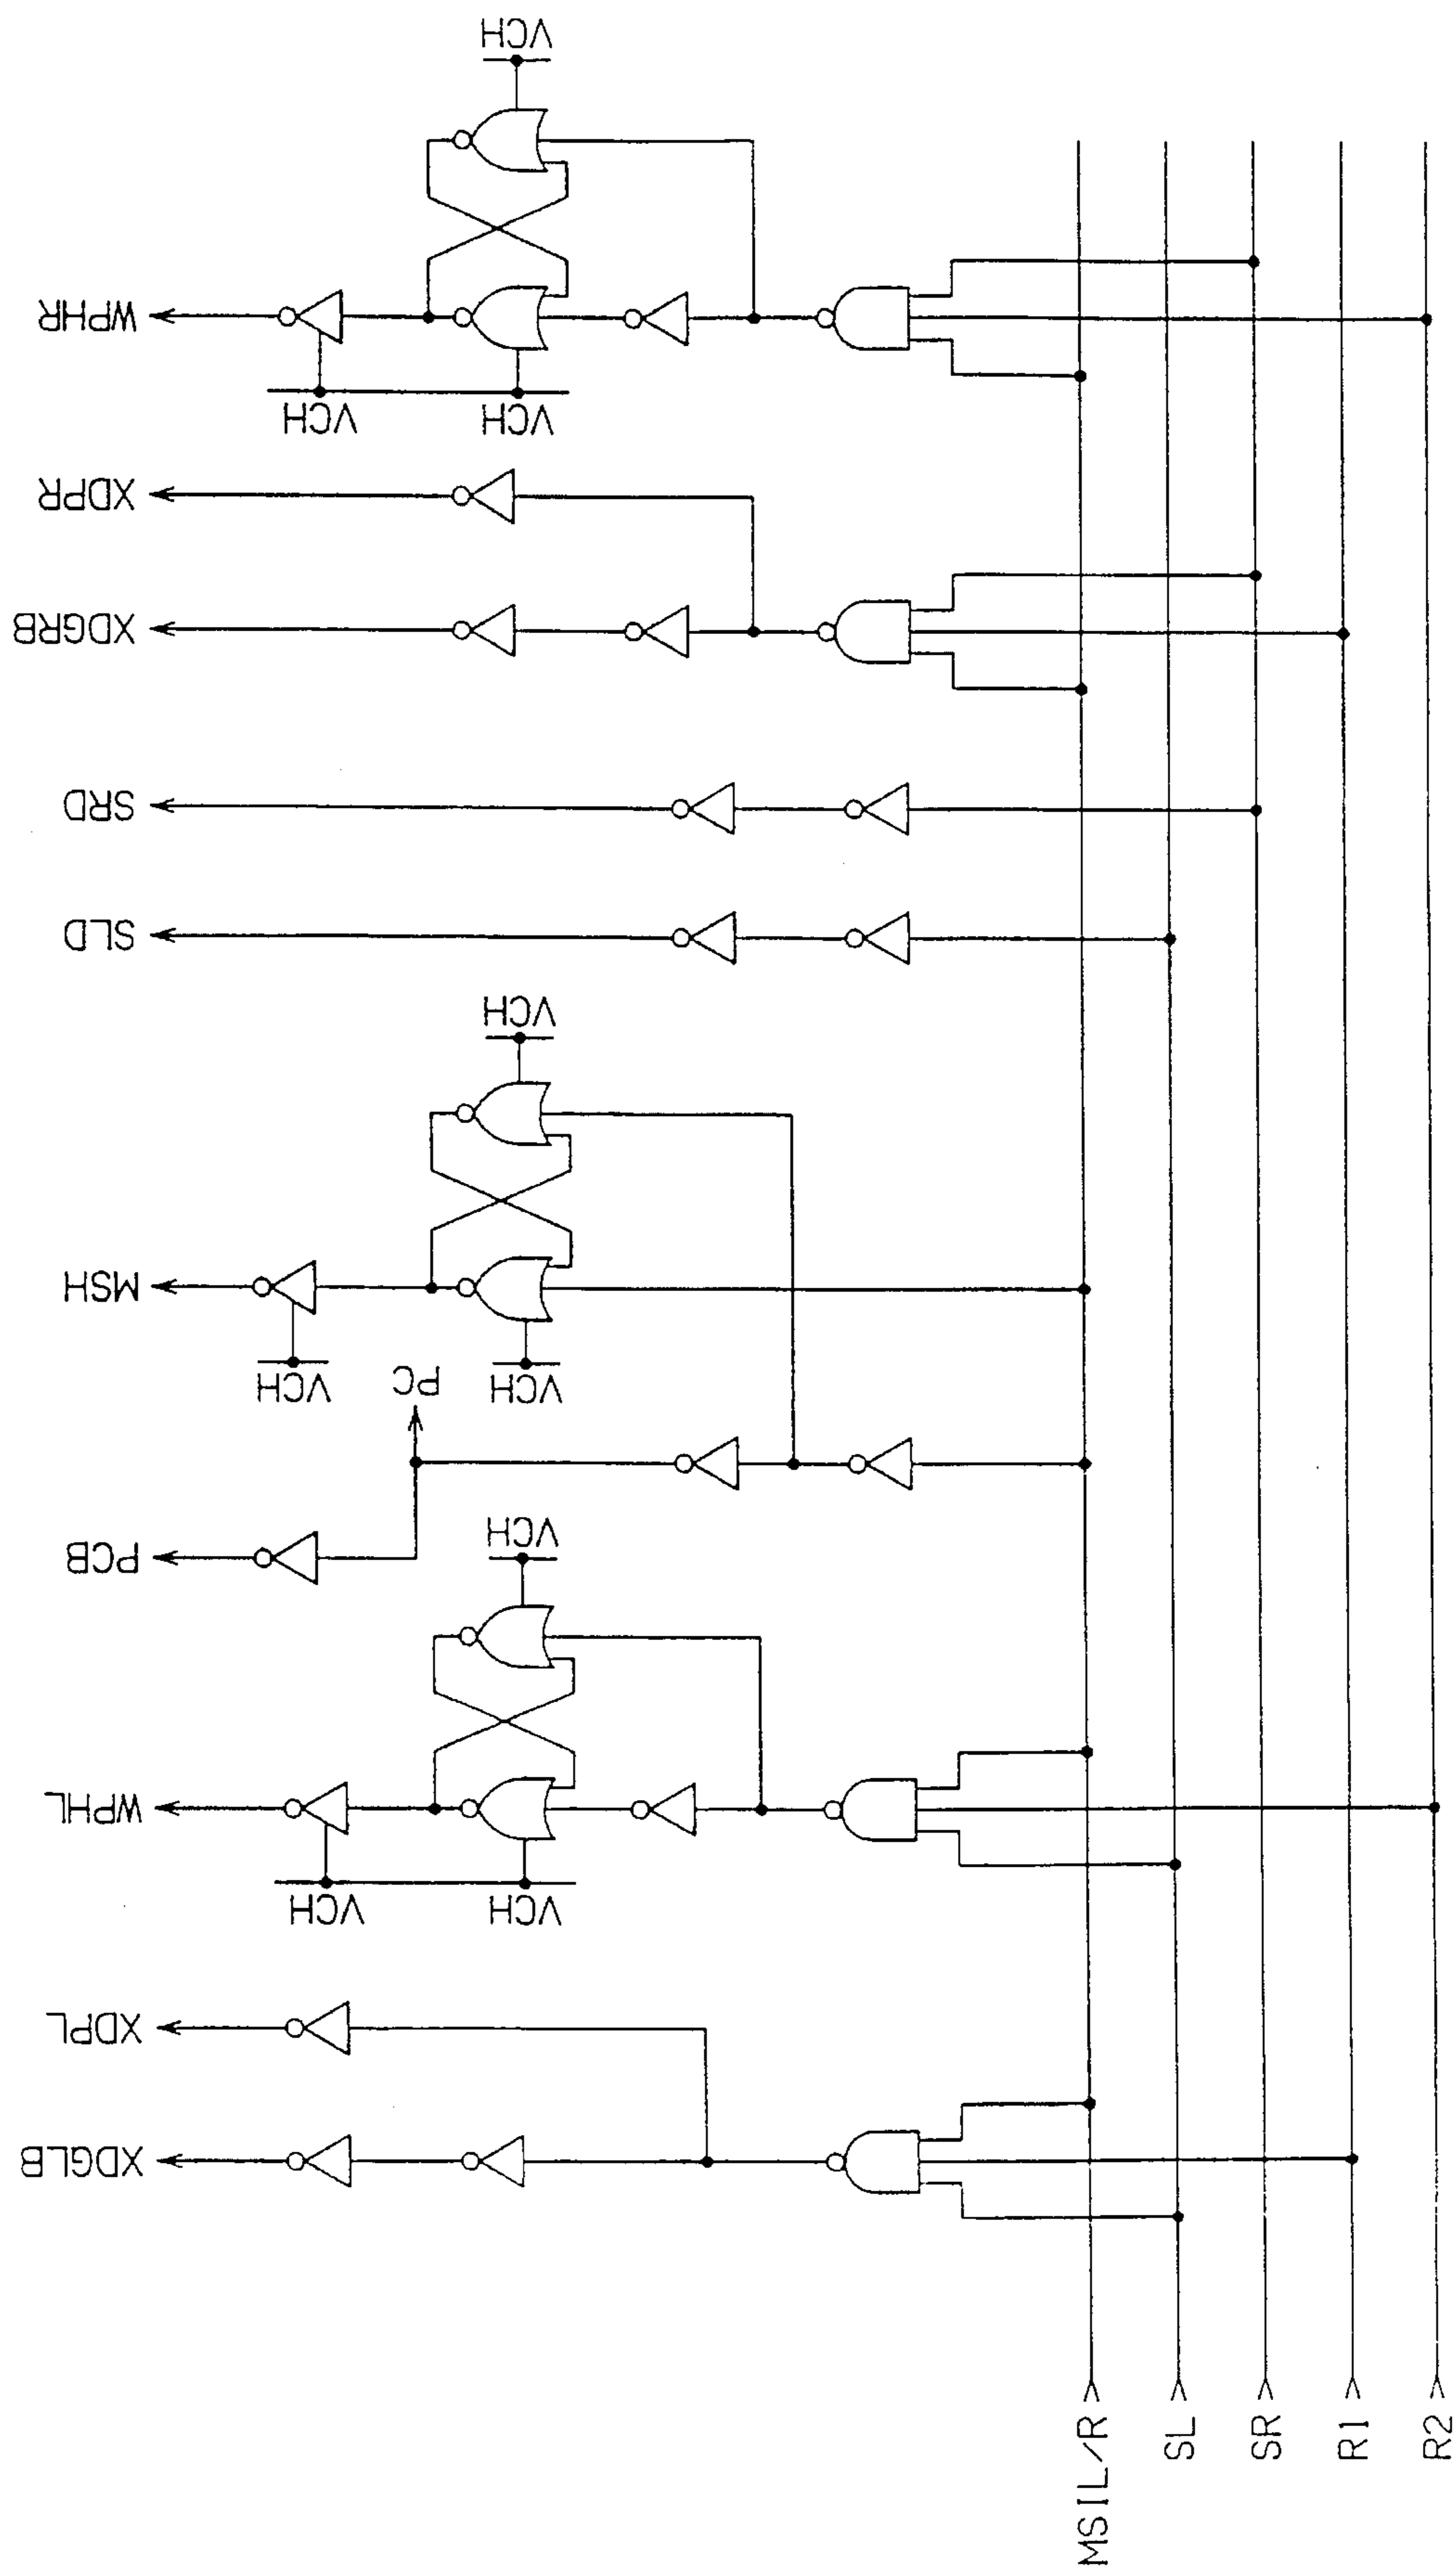 VCH
WPHR
VCH
VCH
XDPR
XDGRB
SRD
SLD
VCH
MSH
VCH
PC
VCH
PCB
VCH
WPHL
VCH
VCH
XDPL
XDGLB
MSIL/R
SL
SR
R1
R2